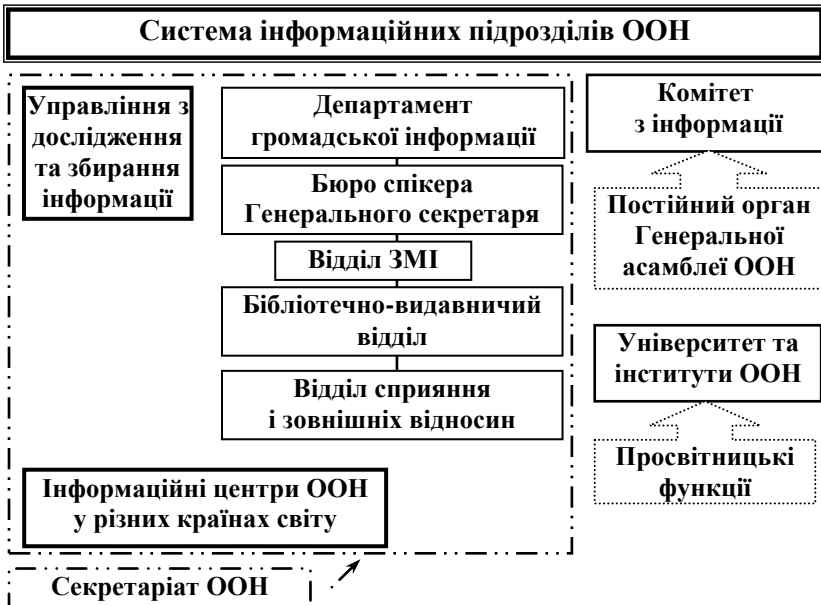 Система інформаційних підрозділів ООН
Управління з
дослідження
та збирання
інформації
Департамент
громадської інформації
Бюро спікера
Генерального секретаря
Відділ ЗМІ
Бібліотечно-видавничий
відділ
Відділ сприяння
і зовнішніх відносин
Інформаційні центри ООН
у різних країнах світу
Секретаріат ООН
Комітет
з інформації
Постійний орган
Генеральної
асамблеї ООН
Університет та
інститути ООН
Просвітницькі
функції